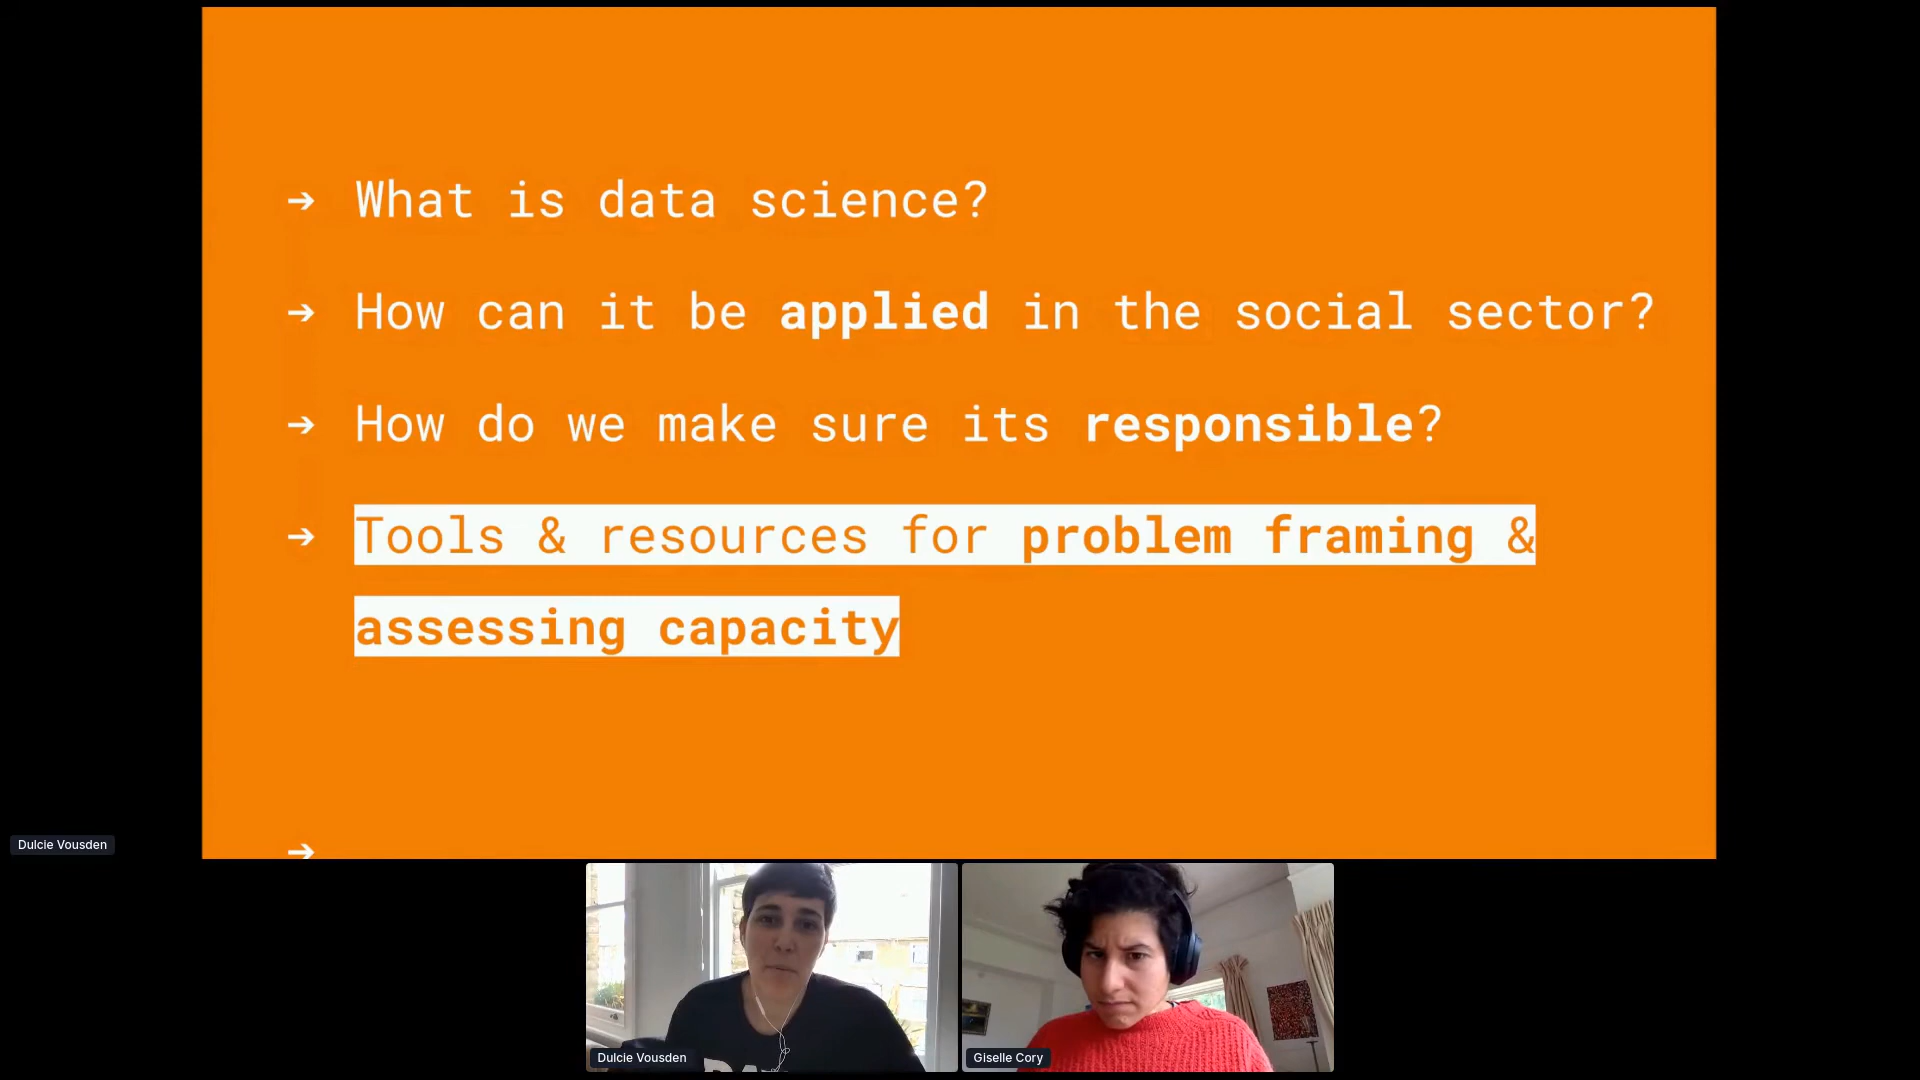 ➔ What is data science?
➔ How can it be applied in the social sector?
➔ How do we make sure its responsible?
➔ Tools & resources for problem framing &
assessing capacity
➔
Dulcie Vousden
Dulcie Vousden
Giselle Cory